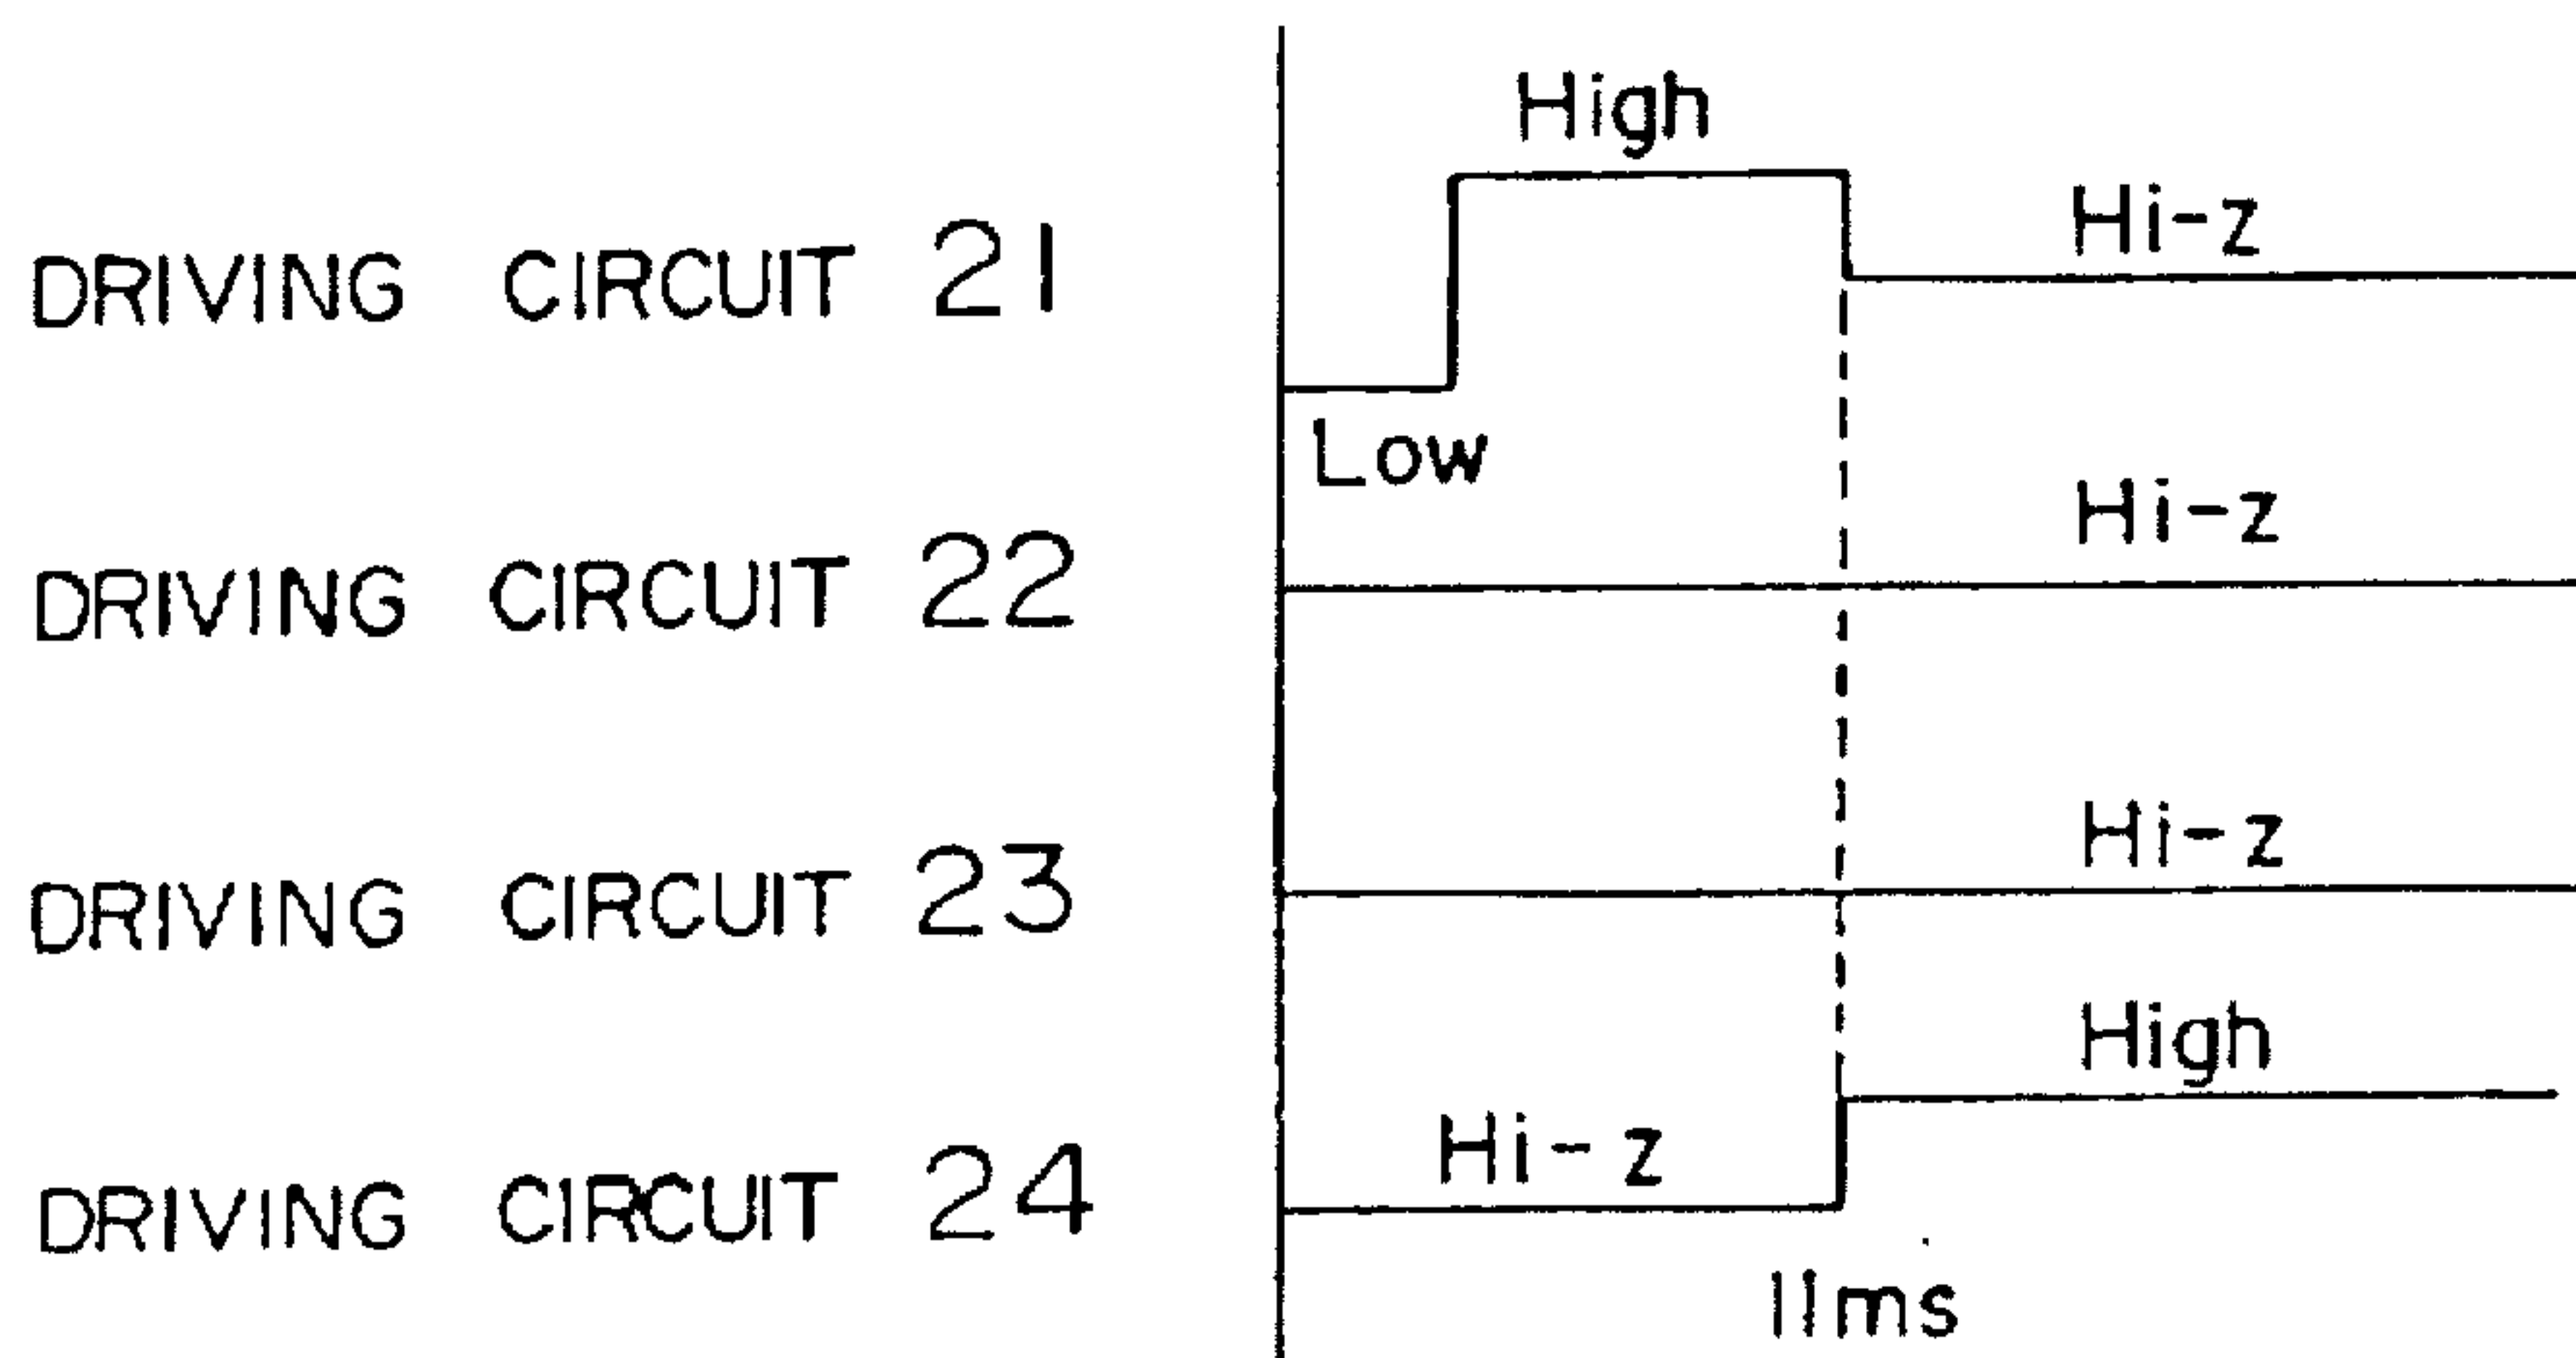 High
Hi-z
DRIVING CIRCUIT 21
Low
Hi-z
DRIVING CIRCUIT 22
Hi-z
DRIVING CIRCUIT 23
High
Hi-z
DRIVING CIRCUIT 24
11ms